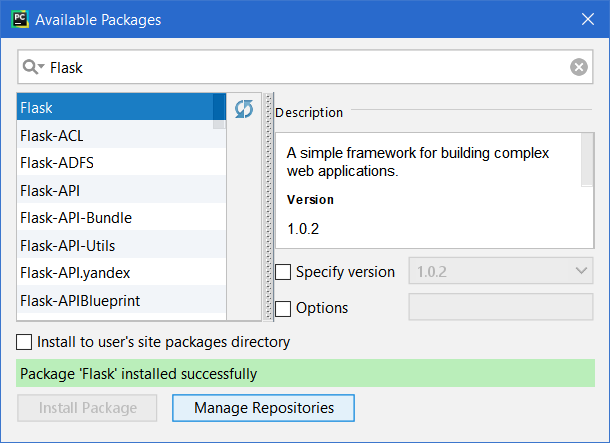 PC
Available Packages
Flask
Flask
Flask-ACL
Flask-ADFS
Flask-API
Flask-API-Bundle
Flask-API-Utils
Flask-API.yandex
Flask-APIBlueprint
Description
A simple framework for building complex
web applications.
Version
1.0.2
Specify version
1.0.2
Options
Install to user's site packages directory
Package 'Flask' installed successfully
Install Package
Manage Repositories